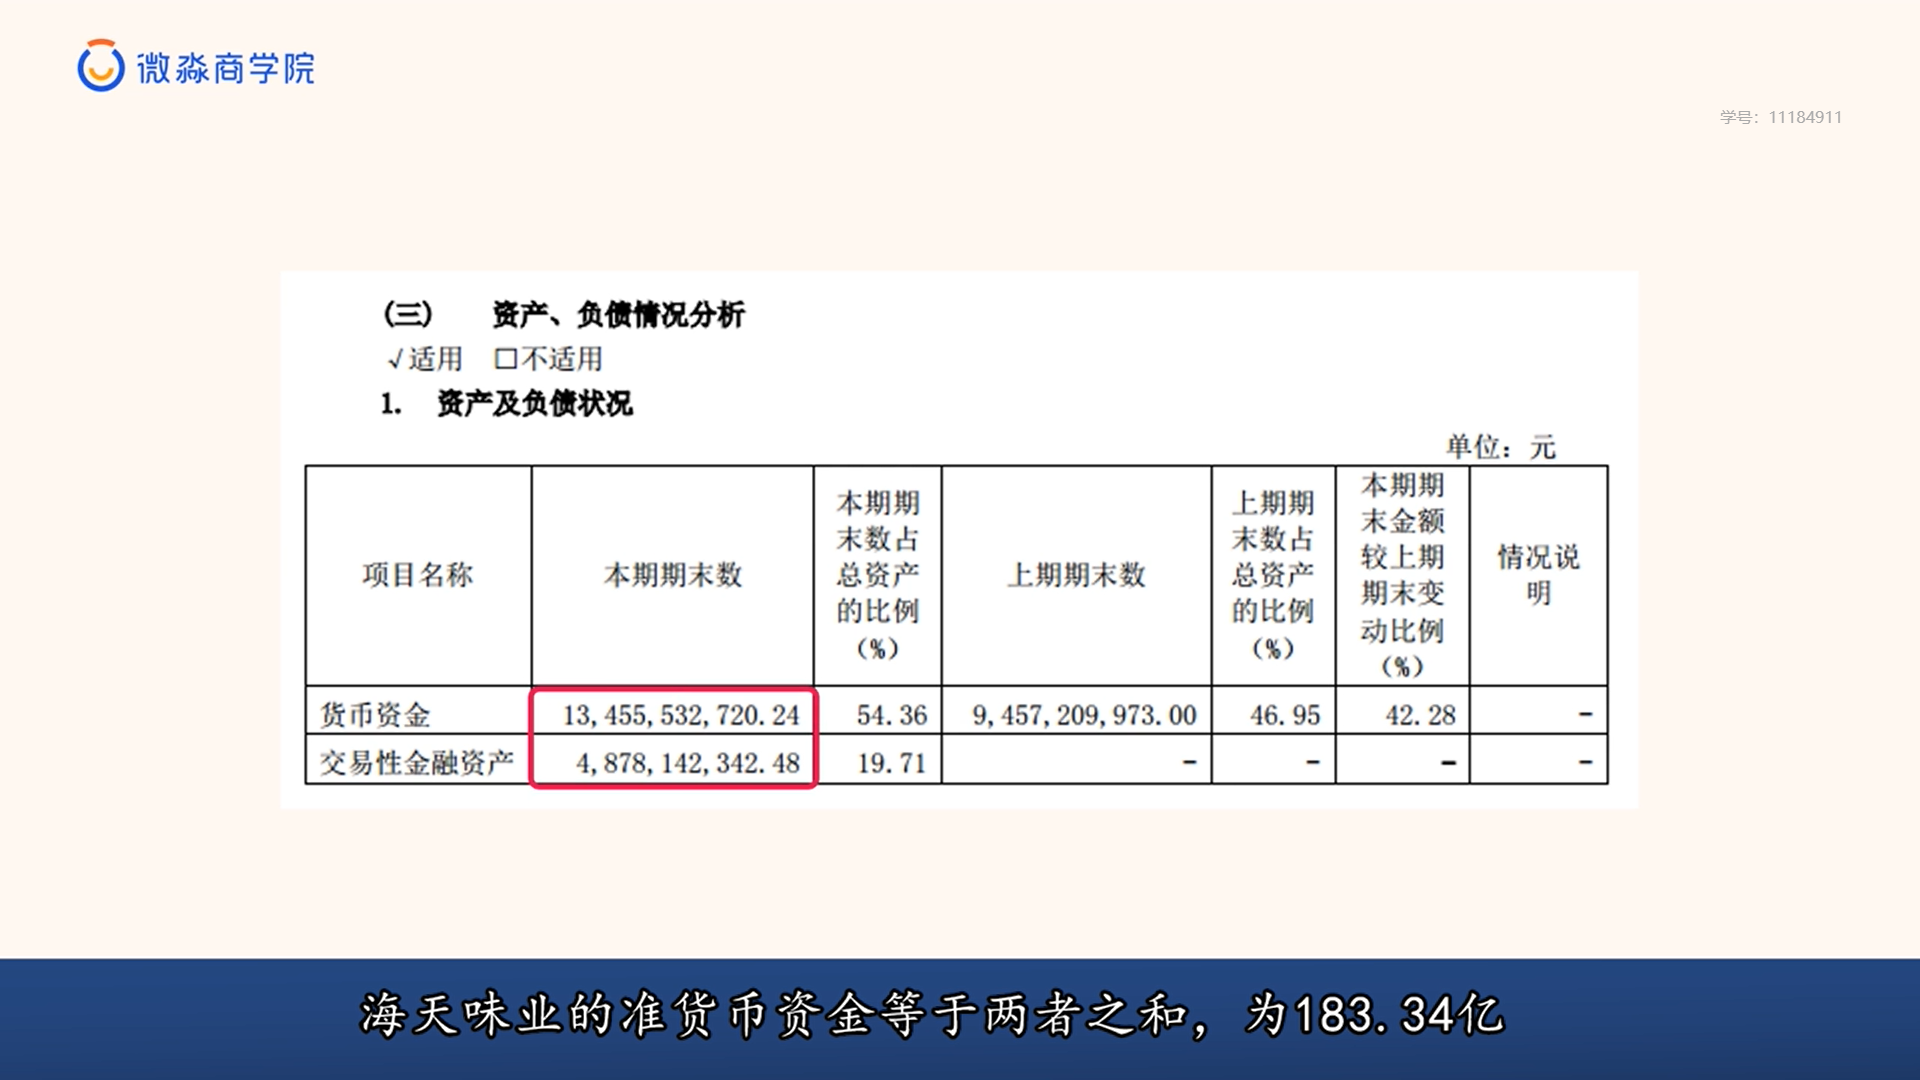 微淼商学院
学号：11184911
(三) 资产、负债情况分析
√适用 □不适用
1. 资产及负债状况
单位：元
项目名称 本期期末数 本期期末数占总资产的比例（%） 上期期末数 上期期末数占总资产的比例（%） 本期期末金额较上期期末变动比例（%） 情况说明
货币资金 13,455,532,720.24 54.36 9,457,209,973.00 46.95 42.28 -
交易性金融资产 4,878,142,342.48 19.71 - - - -
海天味业的准货币资金等于两者之和，为183.34亿